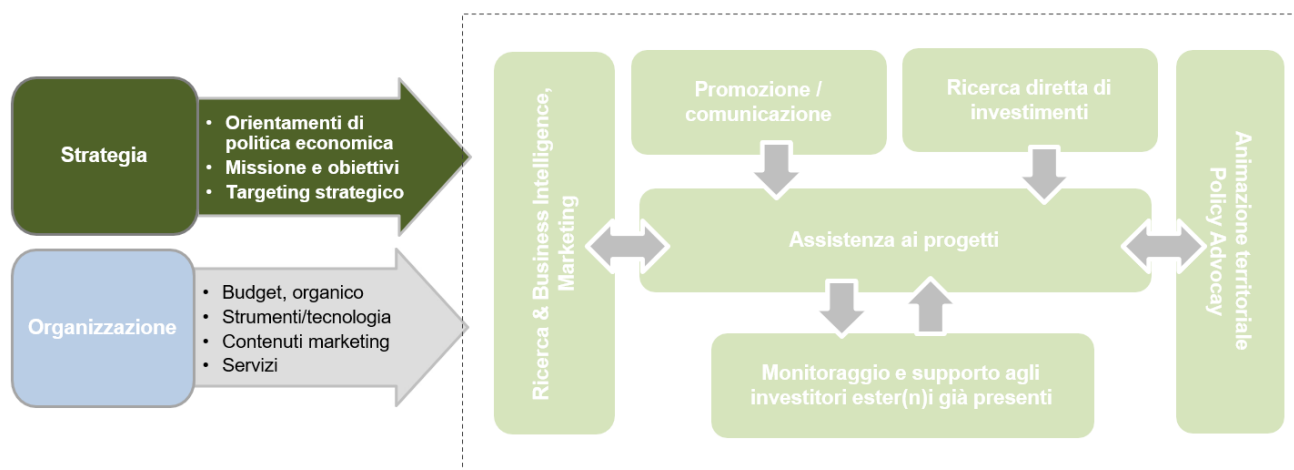 Strategia
• Orientamenti di
politica economica
• Missione e obiettivi
• Targeting strategico
Organizzazione
• Budget, organico
• Strumenti/tecnologia
• Contenuti marketing
• Servizi
Ricerca & Business Intelligence,
Marketing
Promozione /
comunicazione
Ricerca diretta di
investimenti
Assistenza ai progetti
Monitoraggio e supporto agli
investitori ester(n)i già presenti
Animazione territoriale
Policy Advocay